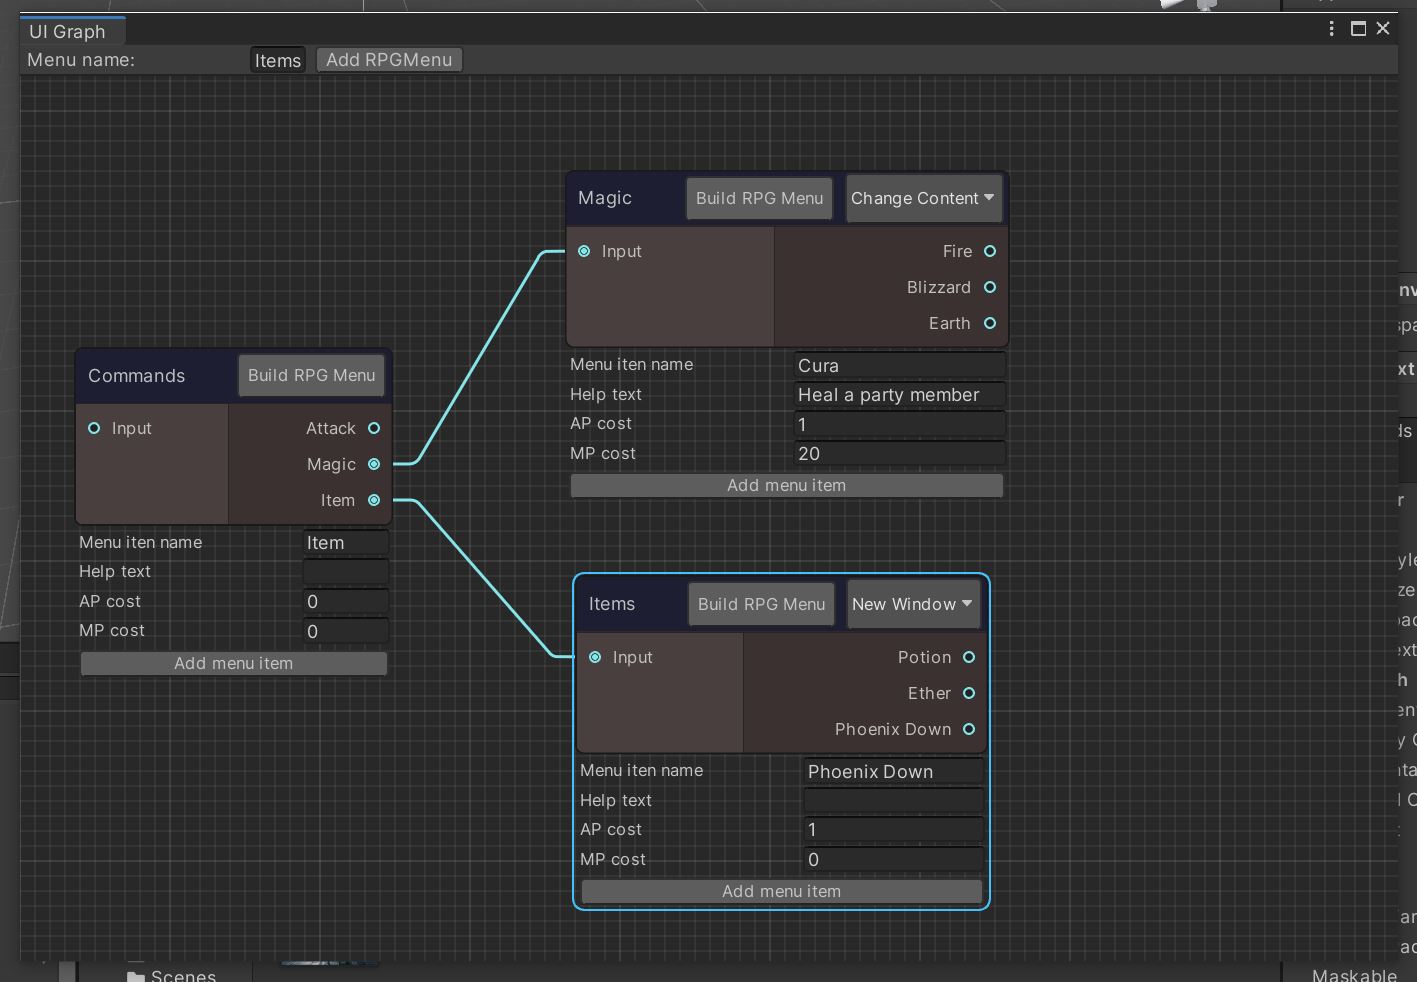 UI Graph
Menu name: Items Add RPGMenu
Magic Build RPG Menu Change Content
Input Fire
Blizzard
Earth
Menu iten name Cura
Help text Heal a party member
AP cost 1
MP cost 20
Add menu item
Commands Build RPG Menu
Input Attack
Magic
Item
Menu iten name Item
Help text
AP cost 0
MP cost 0
Add menu item
Items Build RPG Menu New Window
Input Potion
Ether
Phoenix Down
Menu iten name Phoenix Down
Help text
AP cost 1
MP cost 0
Add menu item
Scenes
Maskable